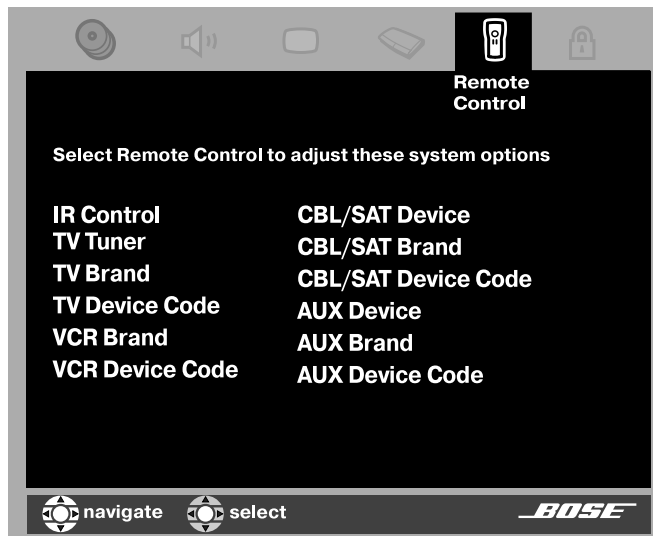 Remote
Control
Select Remote Control to adjust these system options
IR Control
TV Tuner
TV Brand
TV Device Code
VCR Brand
VCR Device Code
CBL/SAT Device
CBL/SAT Brand
CBL/SAT Device Code
AUX Device
AUX Brand
AUX Device Code
navigate select BOSE